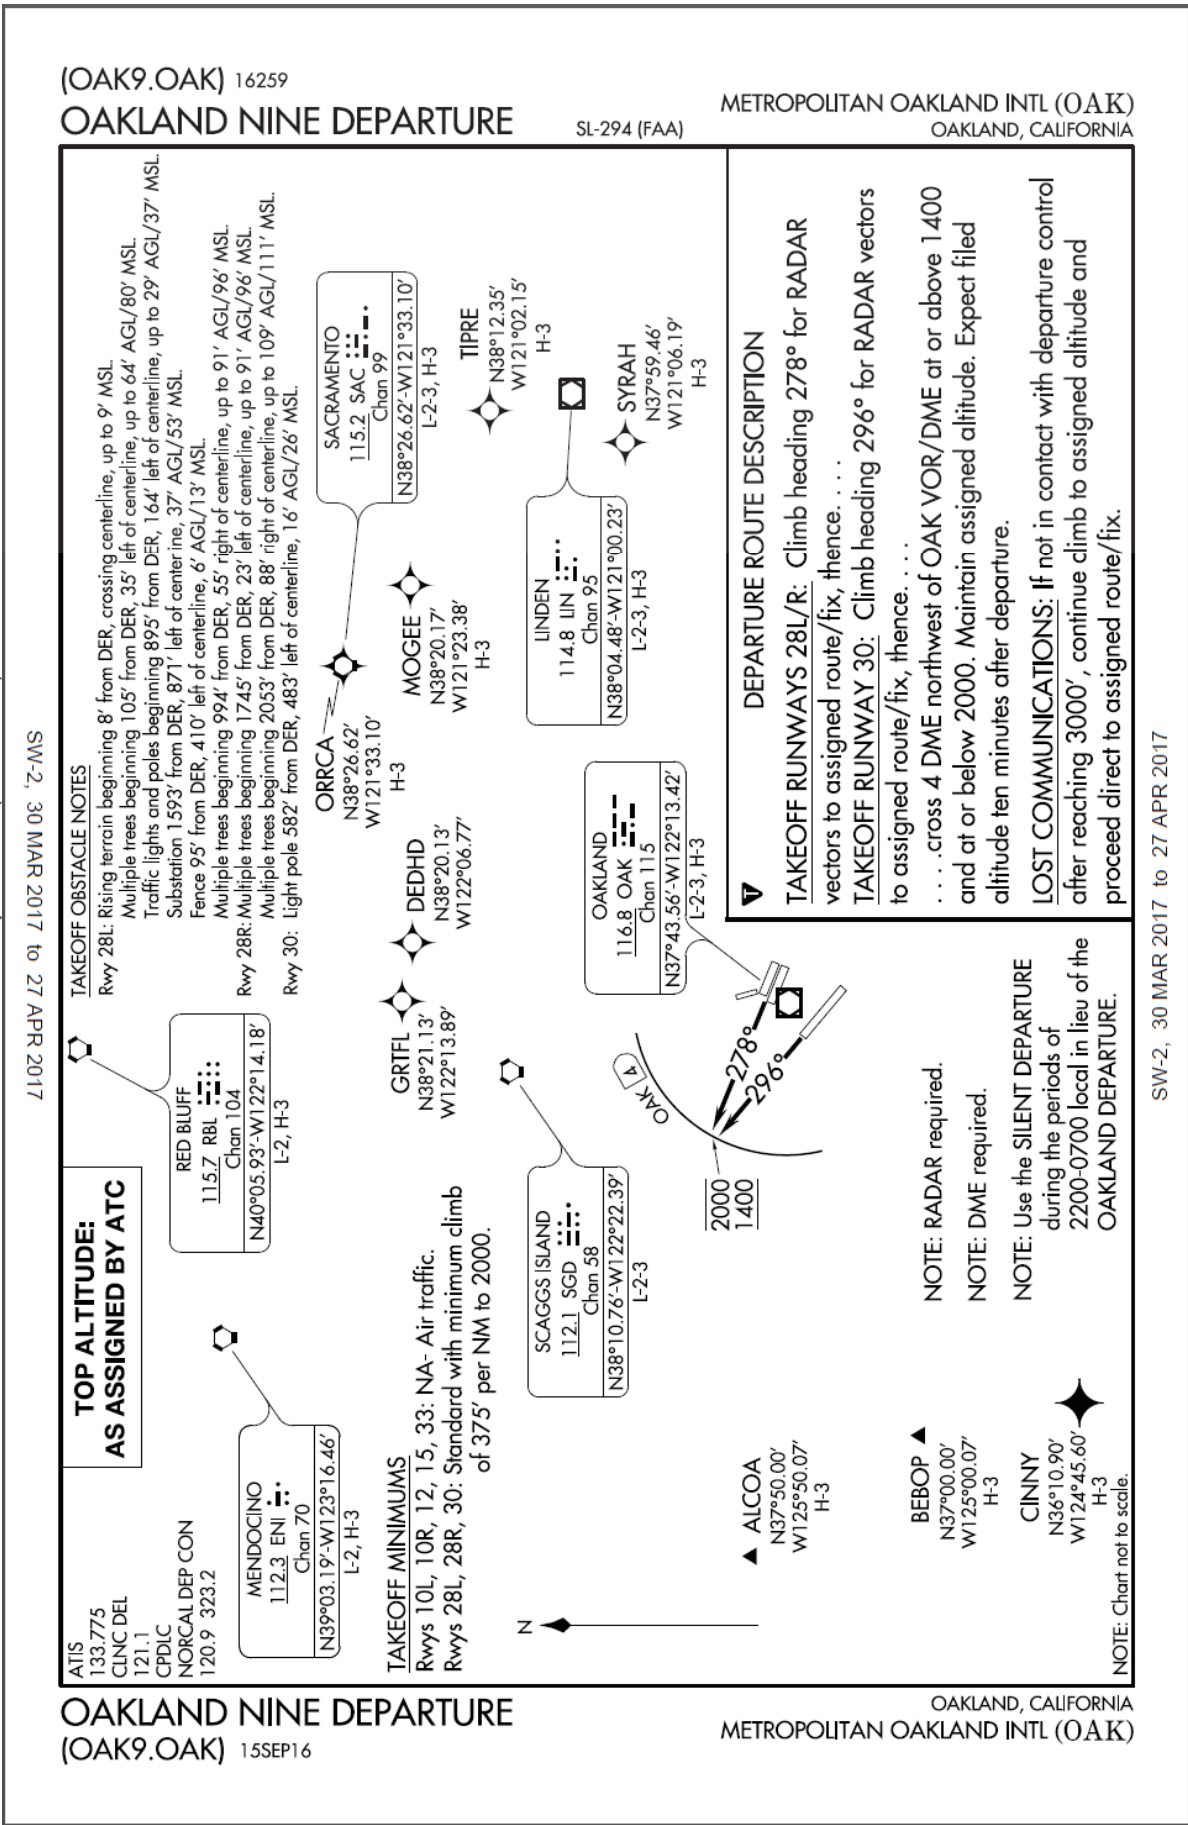 (OAK9.OAK) 16259
OAKLAND NINE DEPARTURE
SL-294 (FAA)
METROPOLITAN OAKLAND INTL (OAK)
OAKLAND, CALIFORNIA
SW-2, 30 MAR 2017 to 27 APR 2017
ATIS
133.775
CLNC DEL
121.1
CPDLC
NORCAL DEP CON
120.9 323.2
TOP ALTITUDE:
AS ASSIGNED BY ATC
TAKEOFF OBSTACLE NOTES
Rwy 28L: Rising terrain beginning 8' from DER, crossing centerline, up to 9' MSL.
Multiple trees beginning 105' from DER, 35' left of centerline, up to 64' AGL/80' MSL.
Traffic lights and poles beginning 895' from DER, 164' left of centerline, up to 29' AGL/37' MSL.
Substation 1593' from DER, 871' left of centerine, 37' AGL/53' MSL.
Fence 95' from DER, 410' left of centerline, 6' AGL/13' MSL.
Multiple trees beginning 994' from DER, 55' right of centerline, up to 91' AGL/96' MSL.
Rwy 28R: Multiple trees beginning 1745' from DER, 23' left of centerline, up to 91' AGL/96' MSL.
Multiple trees beginning 2053' from DER, 88' right of centerline, up to 109' AGL/111' MSL.
Rwy 30: Light pole 582' from DER, 483' left of centerline, 16' AGL/26' MSL.
RED BLUFF
115.7 RBL
Chan 104
N40°05.93'-W122°14.18'
L-2, H-3
MENDOCINO
112.3 ENI
Chan 70
N39°03.19'-W123°16.46'
L-2, H-3
SACRAMENTO
115.2 SAC
Chan 99
N38°26.62'-W121°33.10'
L-2-3, H-3
ORRCA
N38°26.62'
W121°33.10'
H-3
TAKEOFF MINIMUMS
Rwys 10L, 10R, 12, 15, 33: NA- Air traffic.
Rwys 28L, 28R, 30: Standard with minimum climb
of 375' per NM to 2000.
GRTFL
N38°21.13'
W122°13.89'
H-3
DEDHD
N38°20.13'
W122°06.77'
H-3
MOGEE
N38°20.17'
W121°23.38'
H-3
TIPRE
N38°12.35'
W121°02.15'
H-3
SCAGGS ISLAND
112.1 SGD
Chan 58
N38°10.76'-W122°22.39'
L-2-3
LINDEN
114.8 LIN
Chan 95
N38°04.48'-W121°00.23'
L-2-3, H-3
SYRAH
N37°59.46'
W121°06.19'
H-3
OAKLAND
116.8 OAK
Chan 115
N37°43.56'-W122°13.42'
L-2-3, H-3
OAK 4
278°
296°
2000
1400
N
ALCOA
N37°50.00'
W125°50.07'
H-3
BEBOP
N37°00.00'
W125°00.07'
H-3
CINNY
N36°10.90'
W124°45.60'
H-3
NOTE: RADAR required.
NOTE: DME required.
NOTE: Use the SILENT DEPARTURE
during the periods of
2200-0700 local in lieu of the
OAKLAND DEPARTURE.
NOTE: Chart not to scale.
T
DEPARTURE ROUTE DESCRIPTION
TAKEOFF RUNWAYS 28L/R: Climb heading 278° for RADAR
vectors to assigned route/fix, thence. . . .
TAKEOFF RUNWAY 30: Climb heading 296° for RADAR vectors
to assigned route/fix, thence. . . .
. . . .cross 4 DME northwest of OAK VOR/DME at or above 1400
and at or below 2000. Maintain assigned altitude. Expect filed
altitude ten minutes after departure.
LOST COMMUNICATIONS: If not in contact with departure control
after reaching 3000', continue climb to assigned altitude and
proceed direct to assigned route/fix.
SW-2, 30 MAR 2017 to 27 APR 2017
OAKLAND NINE DEPARTURE
(OAK9.OAK) 15SEP16
OAKLAND, CALIFORNIA
METROPOLITAN OAKLAND INTL (OAK)